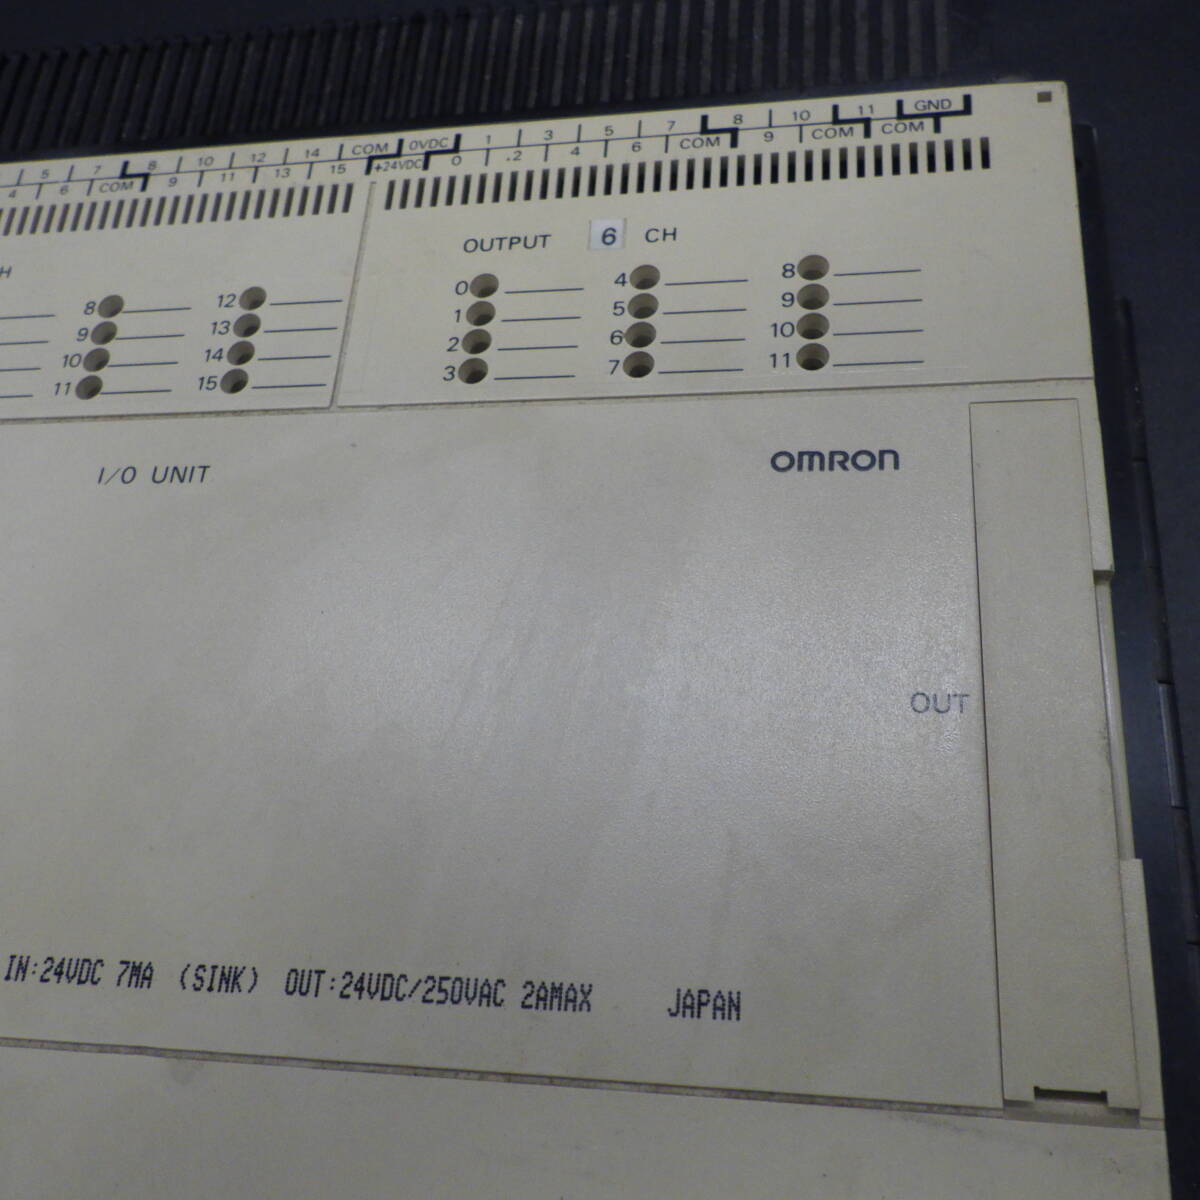 5 7 8 10 12 14 COM 0VDC 1 3 5 7 8 10 11 GND
4 6 COM 9 11 13 15 +24VDC 0 .2 4 6 COM 9 COM COM
H
OUTPUT 6 CH
8 12 0 4 8
9 13 1 5 9
10 14 2 6 10
11 15 3 7 11
I/O UNIT
OMRON
OUT
IN:24VDC 7MA (SINK) OUT:24VDC/250VAC 2AMAX JAPAN